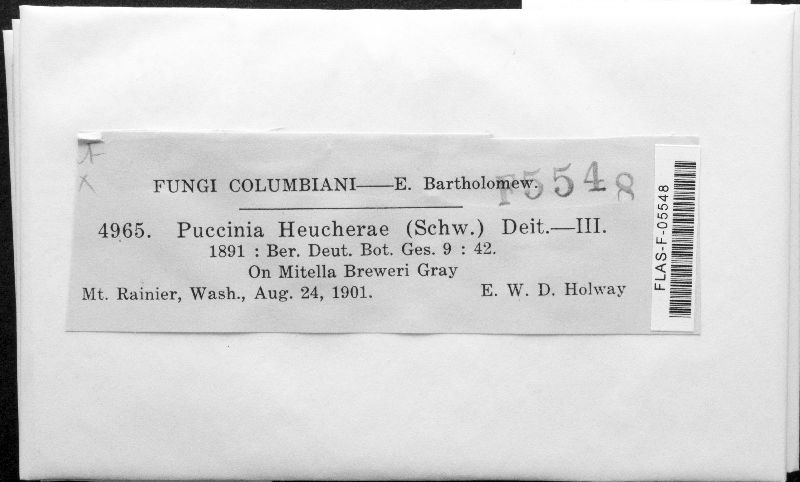 FUNGI COLUMBIANI——E. Bartholomew.
F5548
4965. Puccinia Heucherae (Schw.) Deit.—III.
1891 : Ber. Deut. Bot. Ges. 9 : 42.
On Mitella Breweri Gray
Mt. Rainier, Wash., Aug. 24, 1901. E. W. D. Holway
FLAS-F-05548